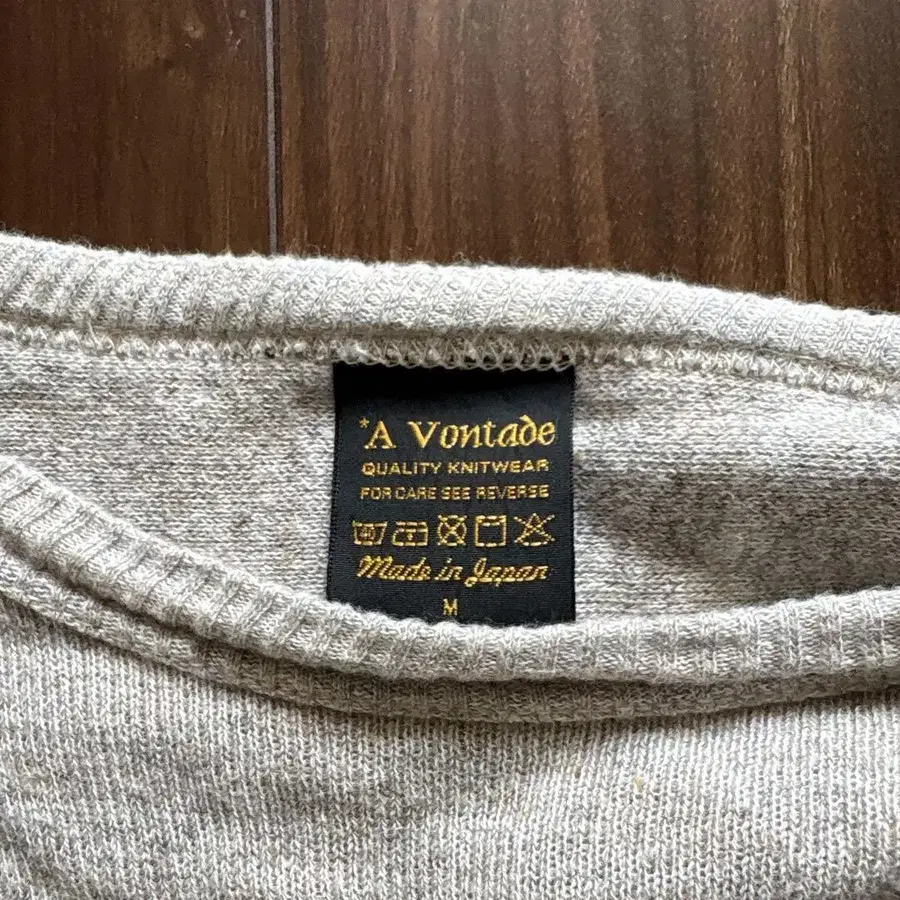 *A Vontade
QUALITY KNITWEAR
FOR CARE SEE REVERSE
Made in Japan
M